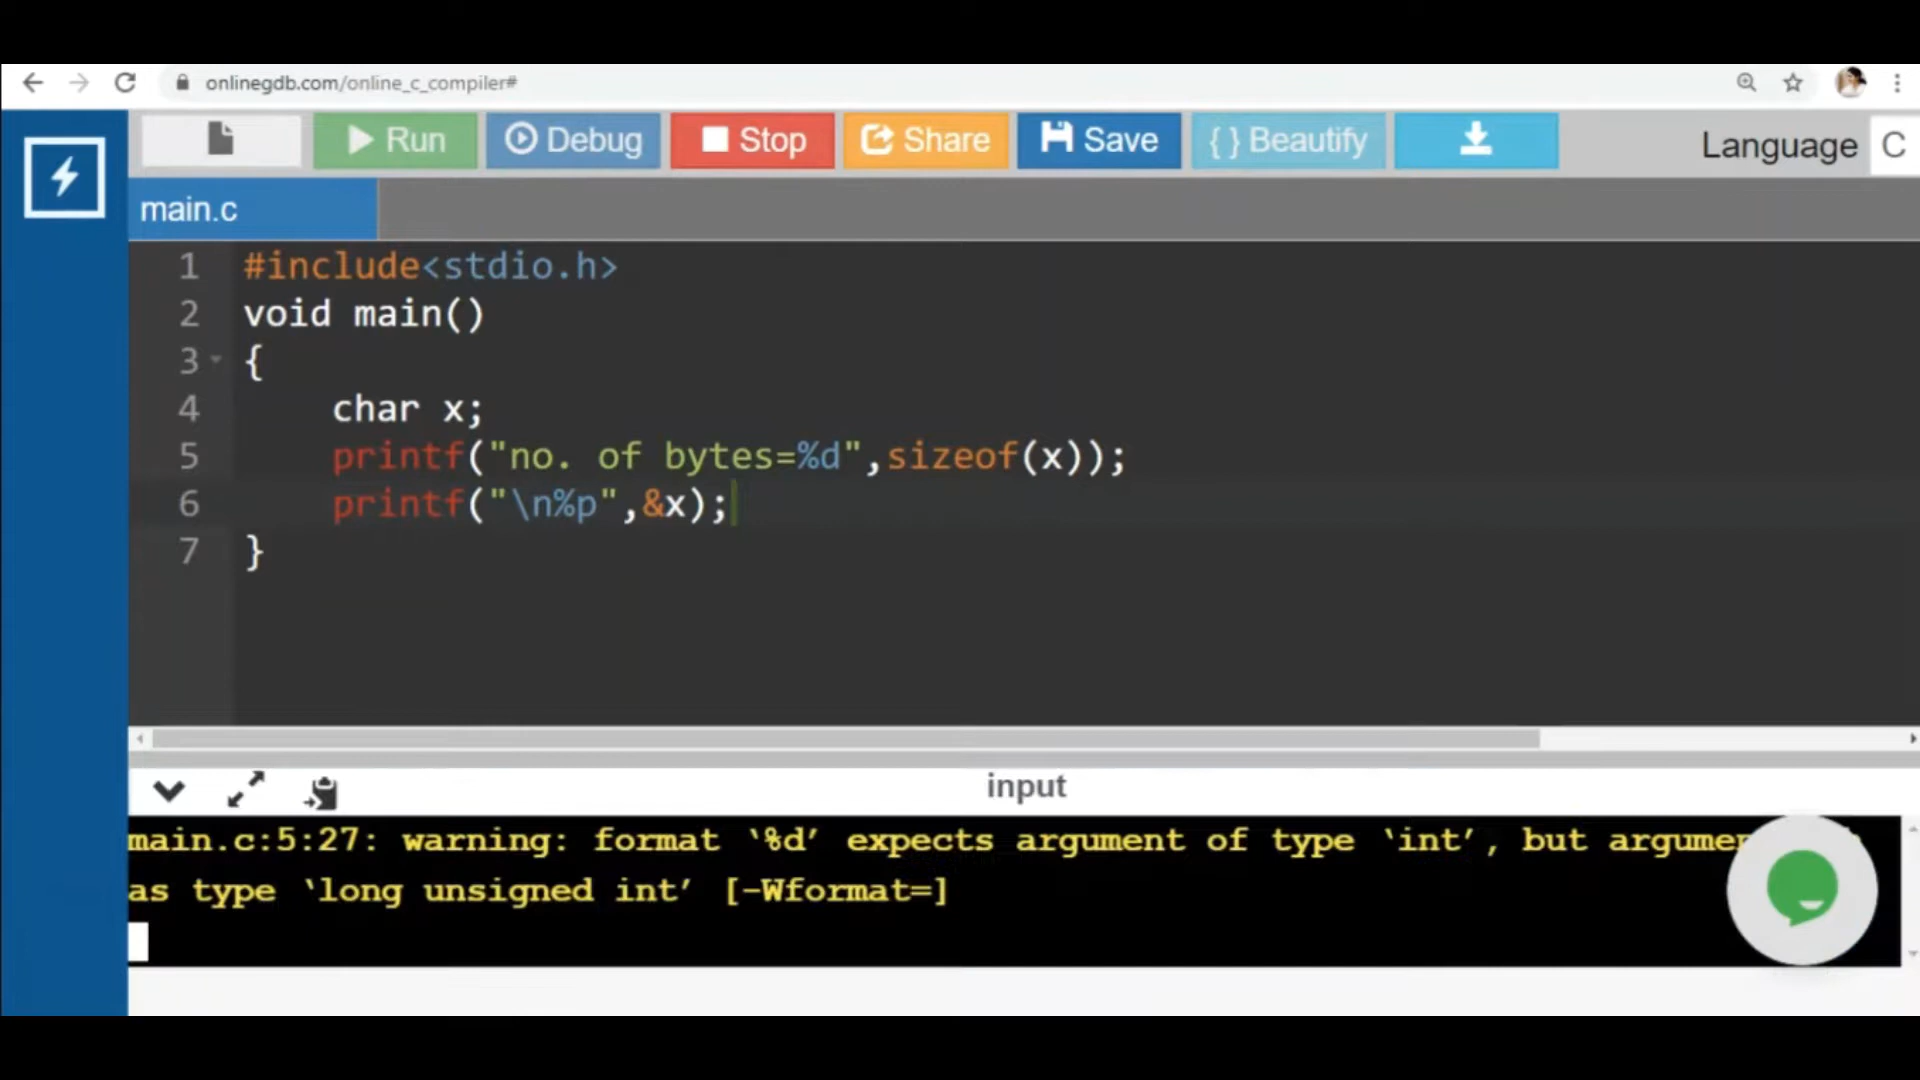 onlinegdb.com/online_c_compiler#
Run Debug Stop Share Save { } Beautify Language C
main.c
1 #include<stdio.h>
2 void main()
3 {
4     char x;
5     printf("no. of bytes=%d",sizeof(x));
6     printf("\n%p",&x);
7 }
input
main.c:5:27: warning: format ‘%d’ expects argument of type ‘int’, but
as type ‘long unsigned int’ [-Wformat=]